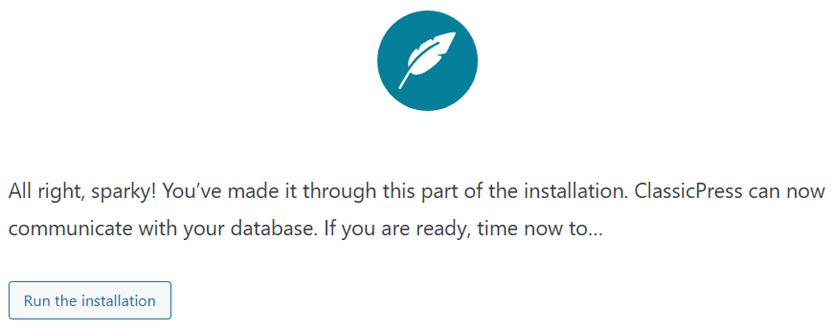 All right, sparky! You’ve made it through this part of the installation. ClassicPress can now
communicate with your database. If you are ready, time now to…
Run the installation